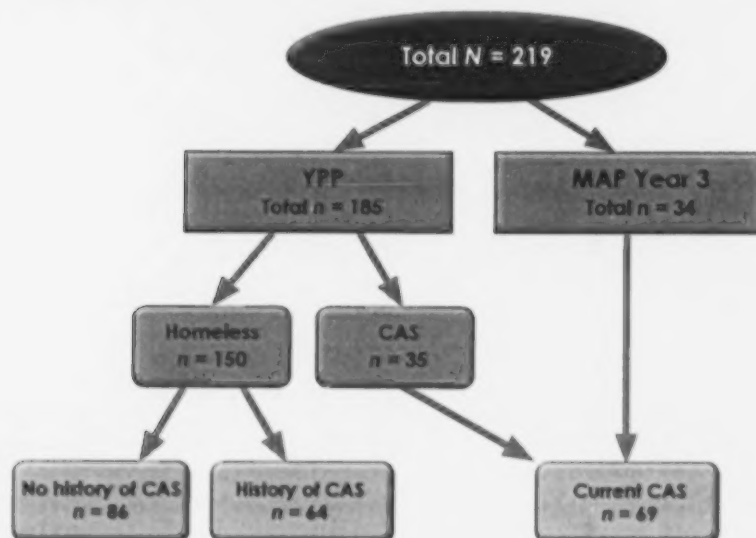 Total N = 219
YPP
Total n = 185
MAP Year 3
Total n = 34
Homeless
n = 150
CAS
n = 35
No history of CAS
n = 86
History of CAS
n = 64
Current CAS
n = 69